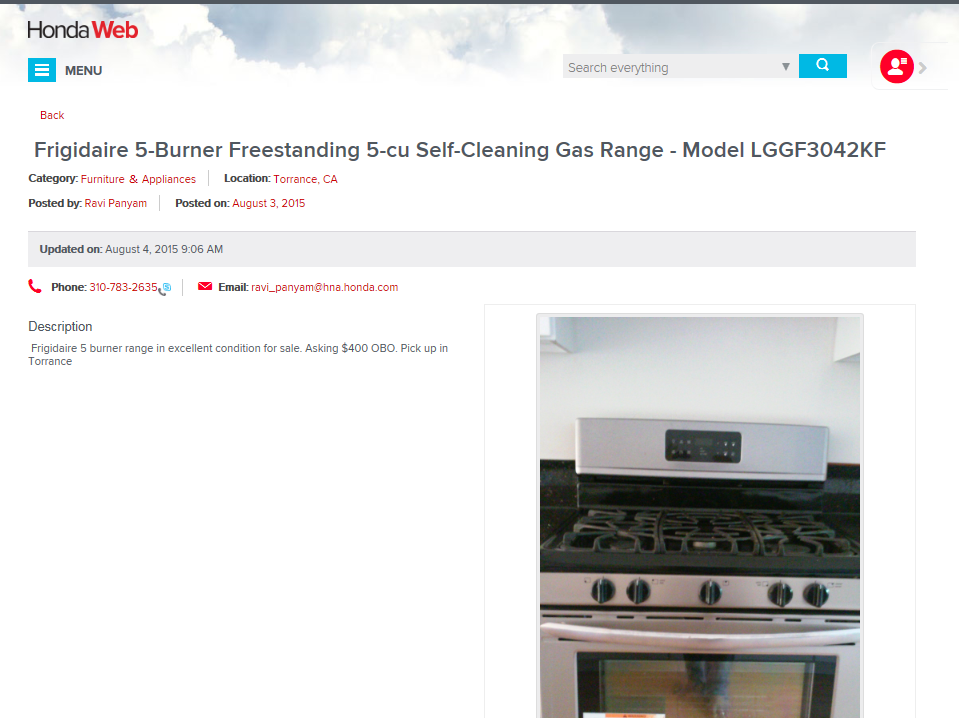 HondaWeb
MENU
Search everything
Back
Frigidaire 5-Burner Freestanding 5-cu Self-Cleaning Gas Range - Model LGGF3042KF
Category: Furniture & Appliances Location: Torrance, CA
Posted by: Ravi Panyam Posted on: August 3, 2015
Updated on: August 4, 2015 9:06 AM
Phone: 310-783-2635 Email: ravi_panyam@hna.honda.com
Description
Frigidaire 5 burner range in excellent condition for sale. Asking $400 OBO. Pick up in
Torrance